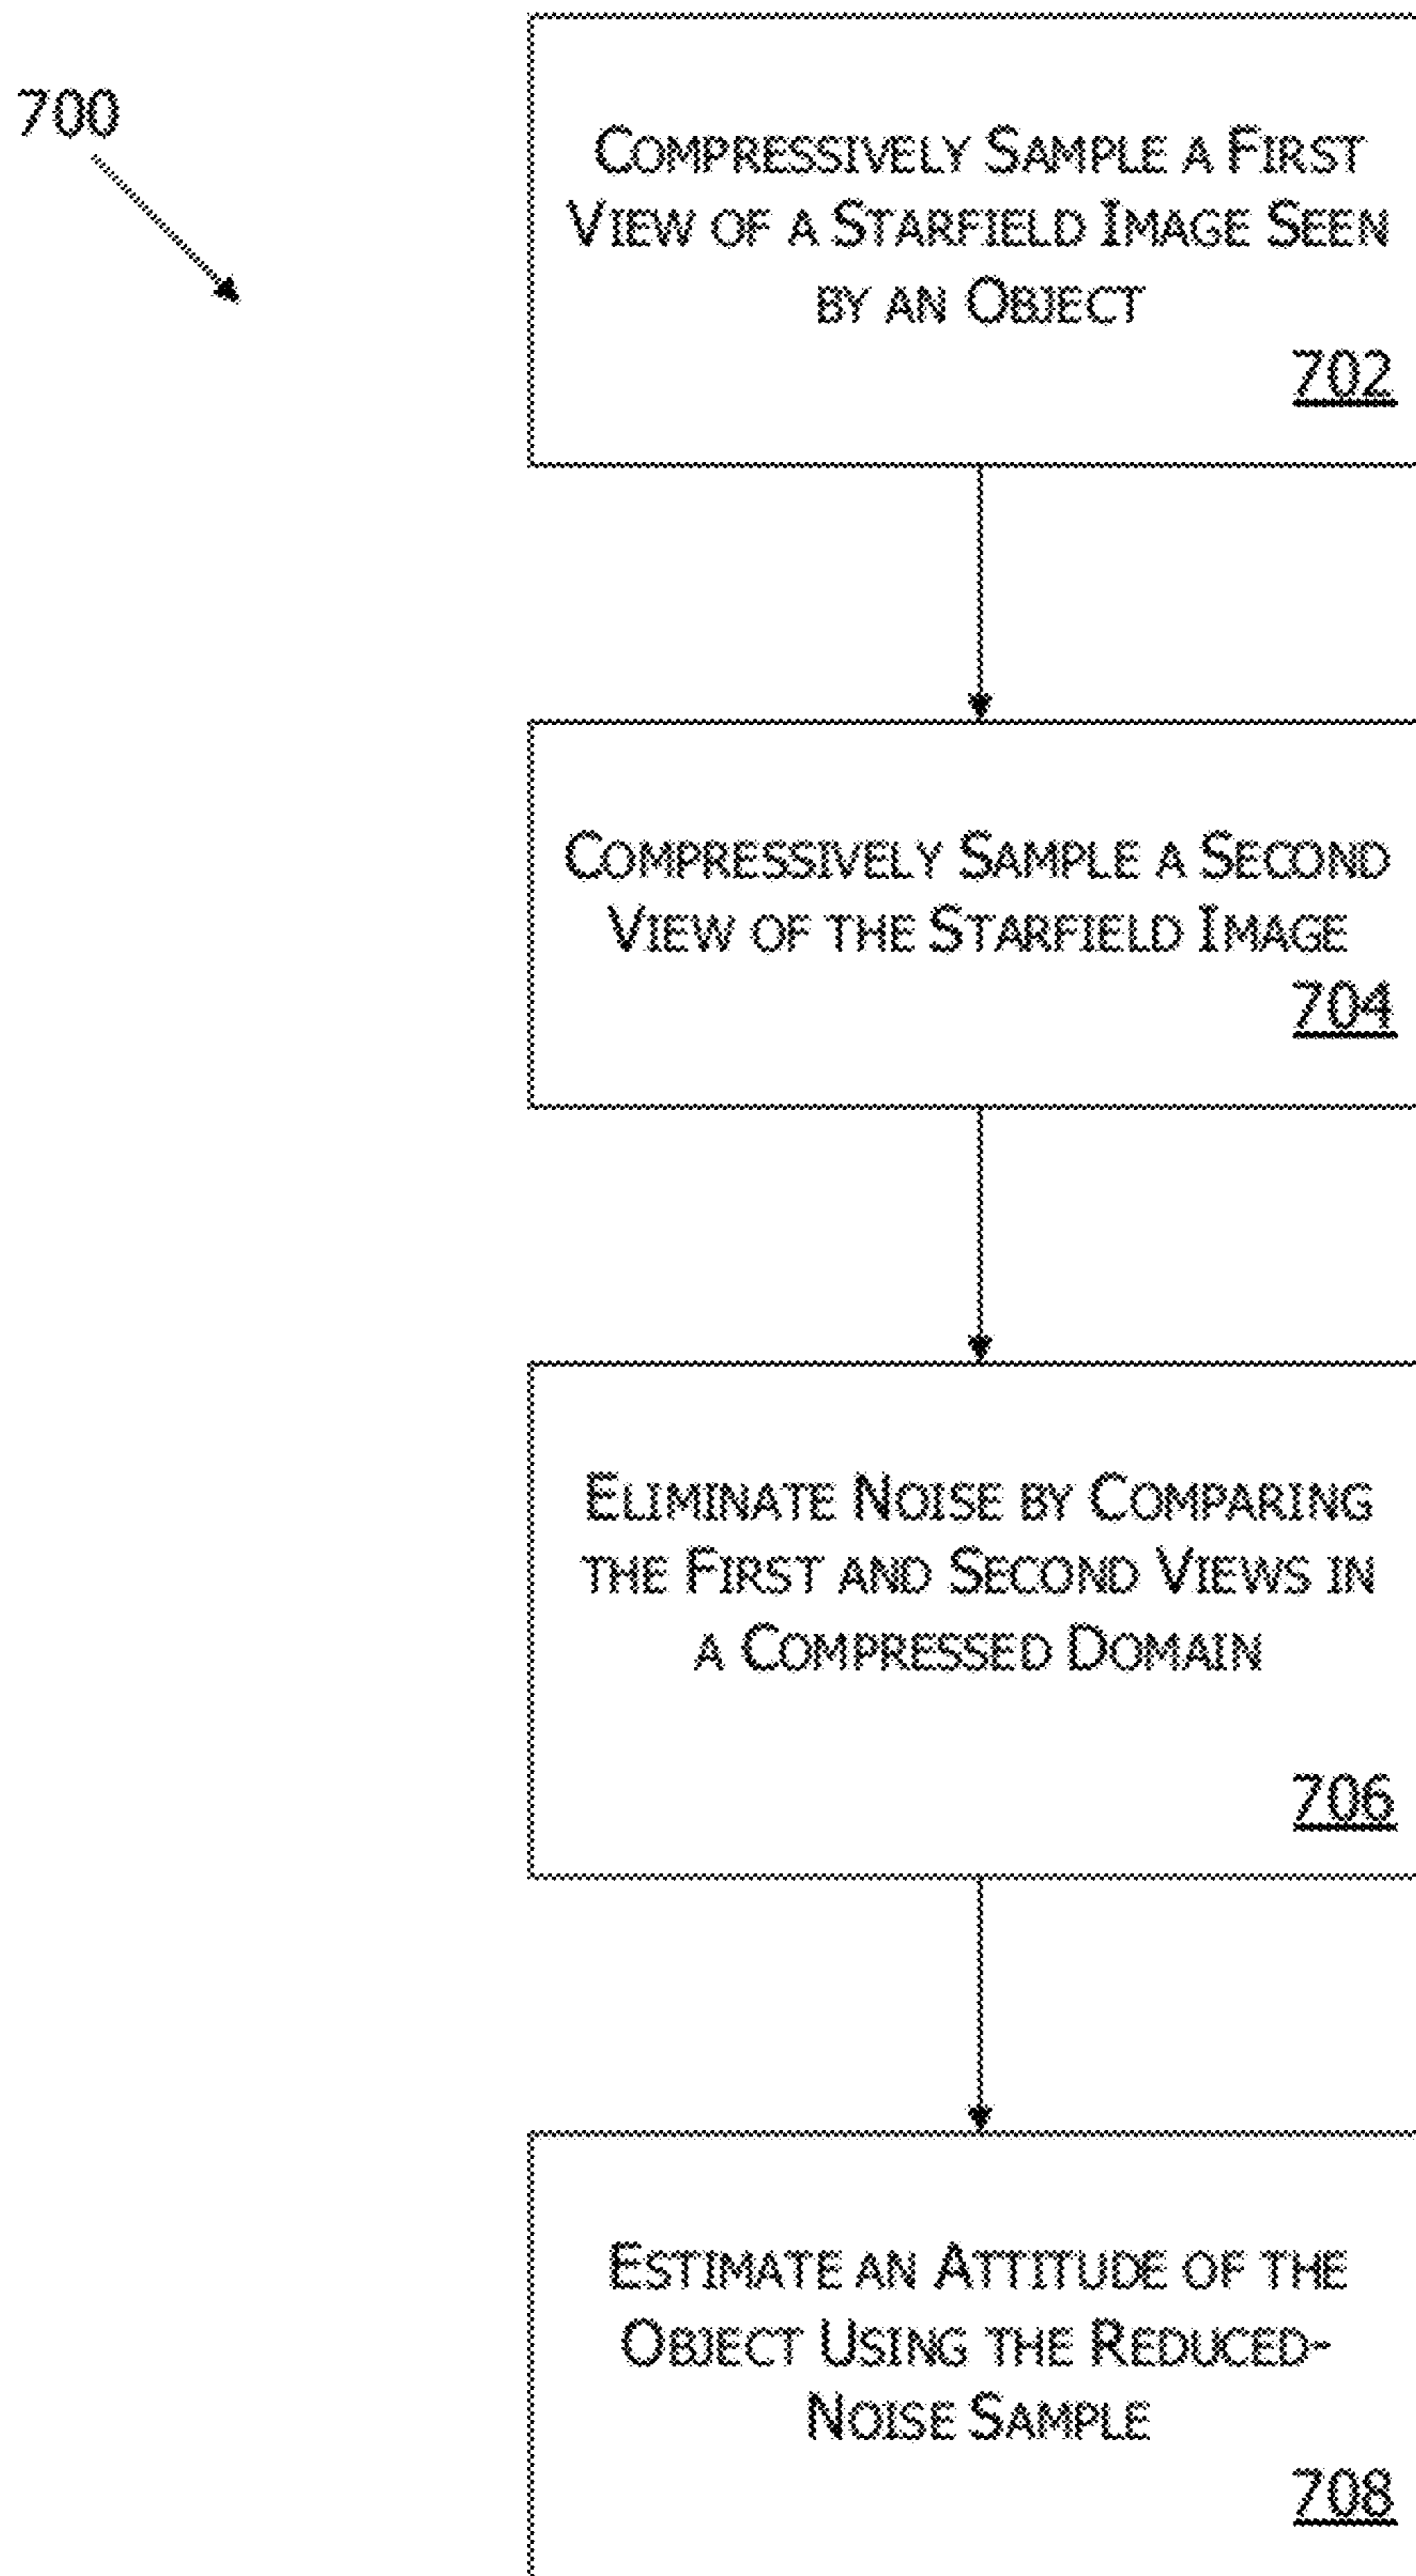 700
COMPRESSIVELY SAMPLE A FIRST
VIEW OF A STARFIELD IMAGE SEEN
BY AN OBJECT
702
COMPRESSIVELY SAMPLE A SECOND
VIEW OF THE STARFIELD IMAGE
704
ELIMINATE NOISE BY COMPARING
THE FIRST AND SECOND VIEWS IN
A COMPRESSED DOMAIN
706
ESTIMATE AN ATTITUDE OF THE
OBJECT USING THE REDUCED-
NOISE SAMPLE
708